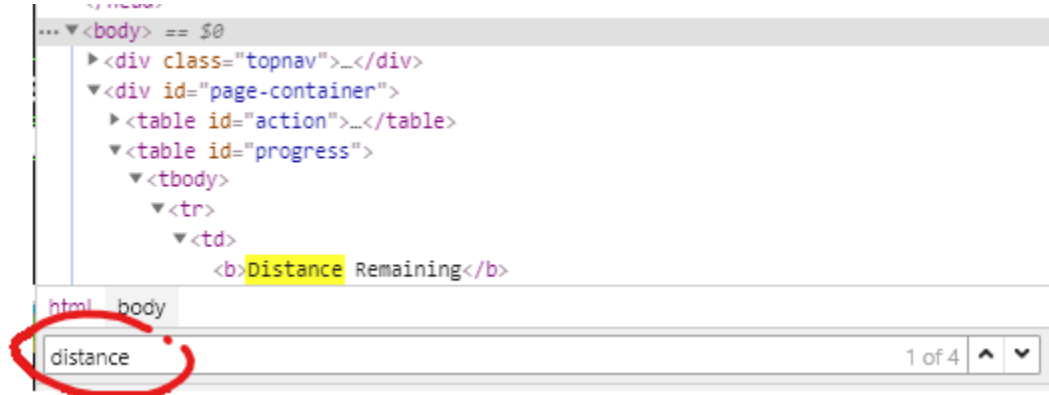 </head>
… ▼<body> == $0
▶<div class="topnav">…</div>
▼<div id="page-container">
▶<table id="action">…</table>
▼<table id="progress">
▼<tbody>
▼<tr>
▼<td>
<b>Distance Remaining</b>
html body
distance 1 of 4